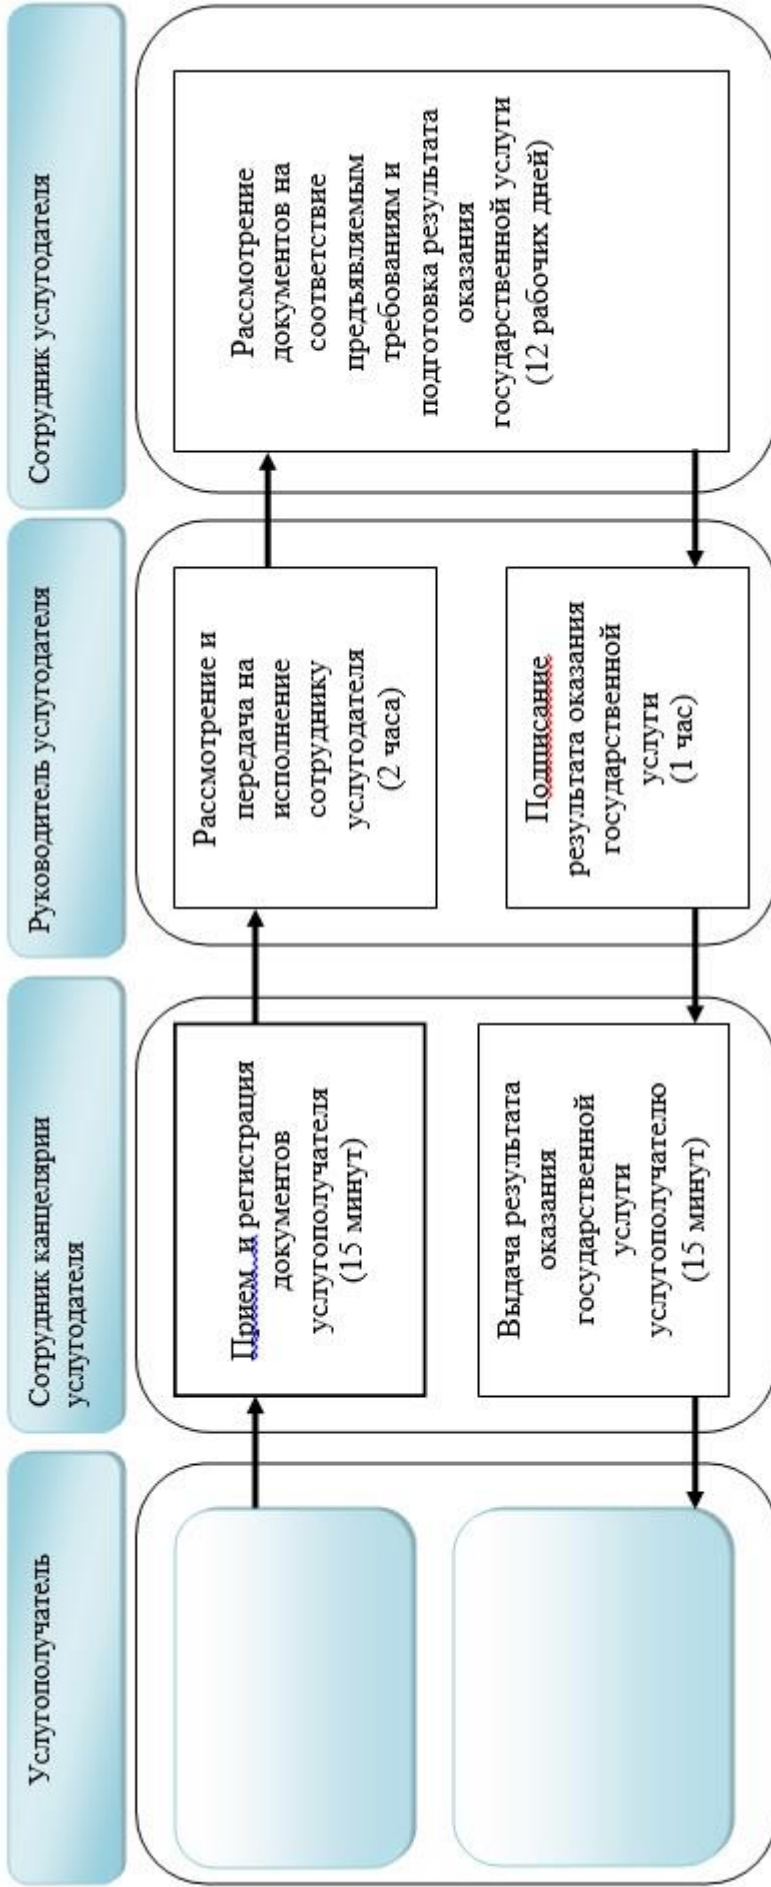 Услугополучатель
Сотрудник канцелярии
услугодателя
Руководитель услугодателя
Сотрудник услугодателя
Прием и регистрация
документов
услугополучателя
(15 минут)
Рассмотрение и
передача на
исполнение
сотруднику
услугодателя
(2 часа)
Рассмотрение
документов на
соответствие
предъявляемым
требованиям и
подготовка результата
оказания
государственной услуги
(12 рабочих дней)
Подписание
результата оказания
государственной
услуги
(1 час)
Выдача результата
оказания
государственной
услуги
услугополучателю
(15 минут)